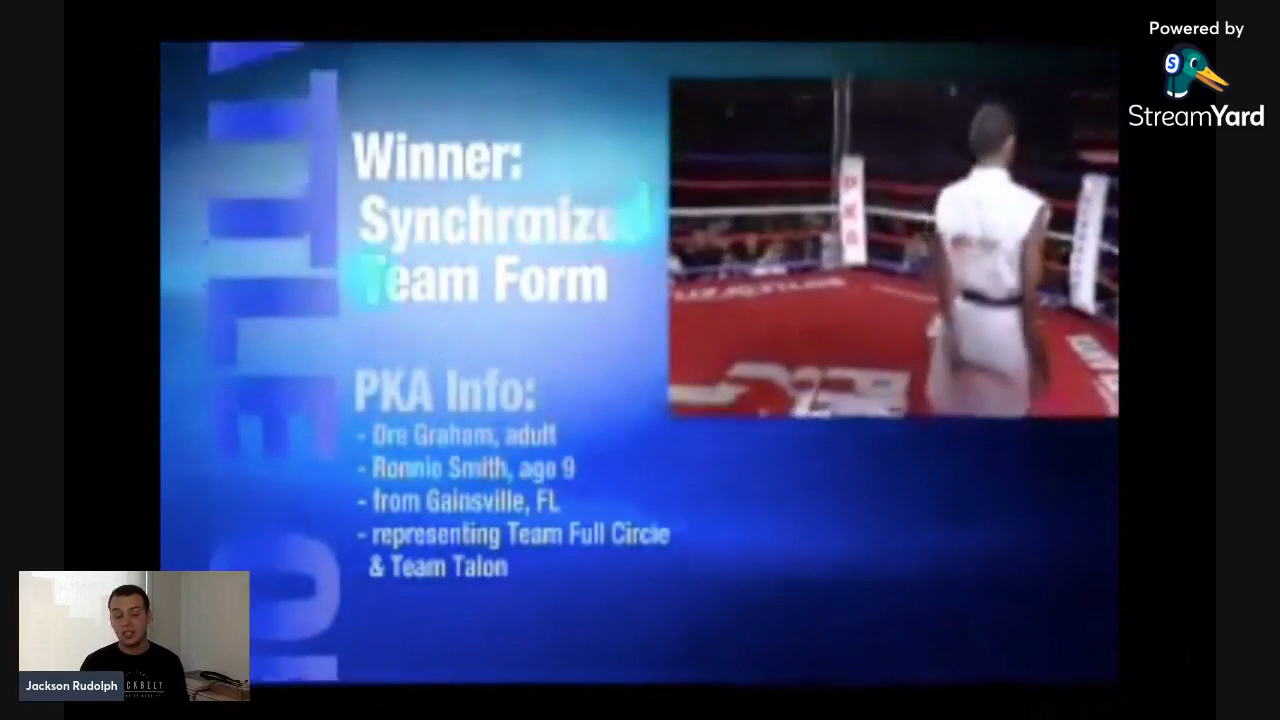 Powered by
S
StreamYard
Winner:
Synchronized
Team Form
PKA Info:
- Dre Graham, adult
- Ronnie Smith, age 9
- from Gainsville, FL
- representing Team Full Circle
& Team Talon
PKA
Jackson Rudolph